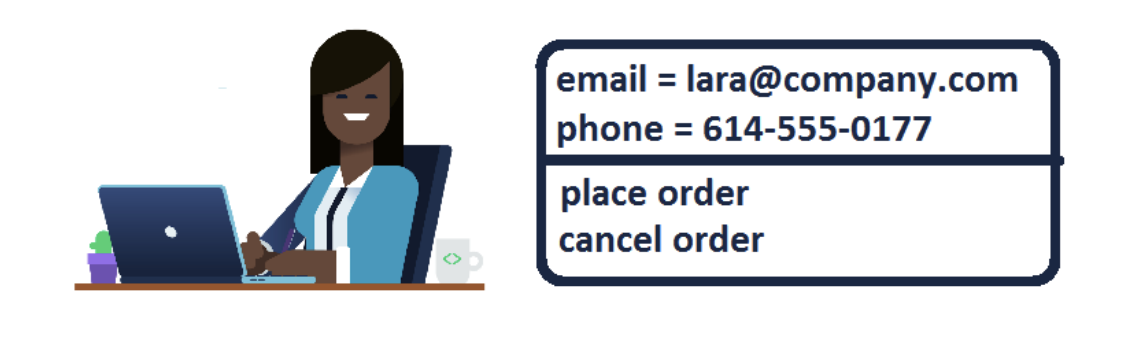 email = lara@company.com
phone = 614-555-0177
place order
cancel order
<>